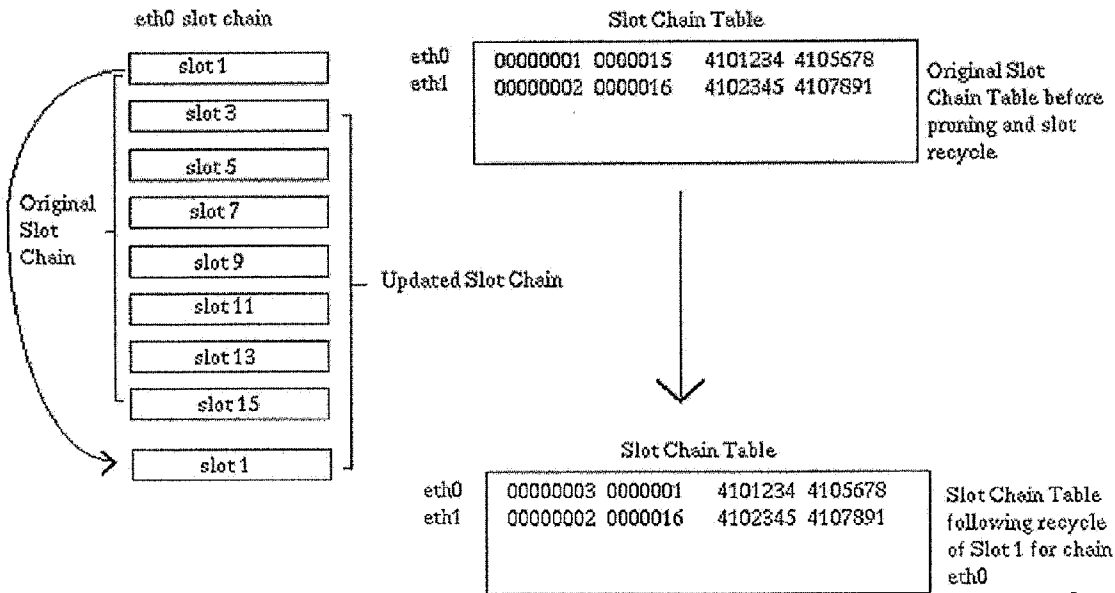 eth0 slot chain
slot 1
slot 3
slot 5
slot 7
slot 9
slot 11
slot 13
slot 15
slot 1
Original
Slot
Chain
Updated Slot Chain
Slot Chain Table
eth0 00000001 0000015 4101234 4105678
eth1 00000002 0000016 4102345 4107891
Original Slot
Chain Table before
pruning and slot
recycle
Slot Chain Table
eth0 00000003 0000001 4101234 4105678
eth1 00000002 0000016 4102345 4107891
Slot Chain Table
following recycle
of Slot 1 for chain
eth0